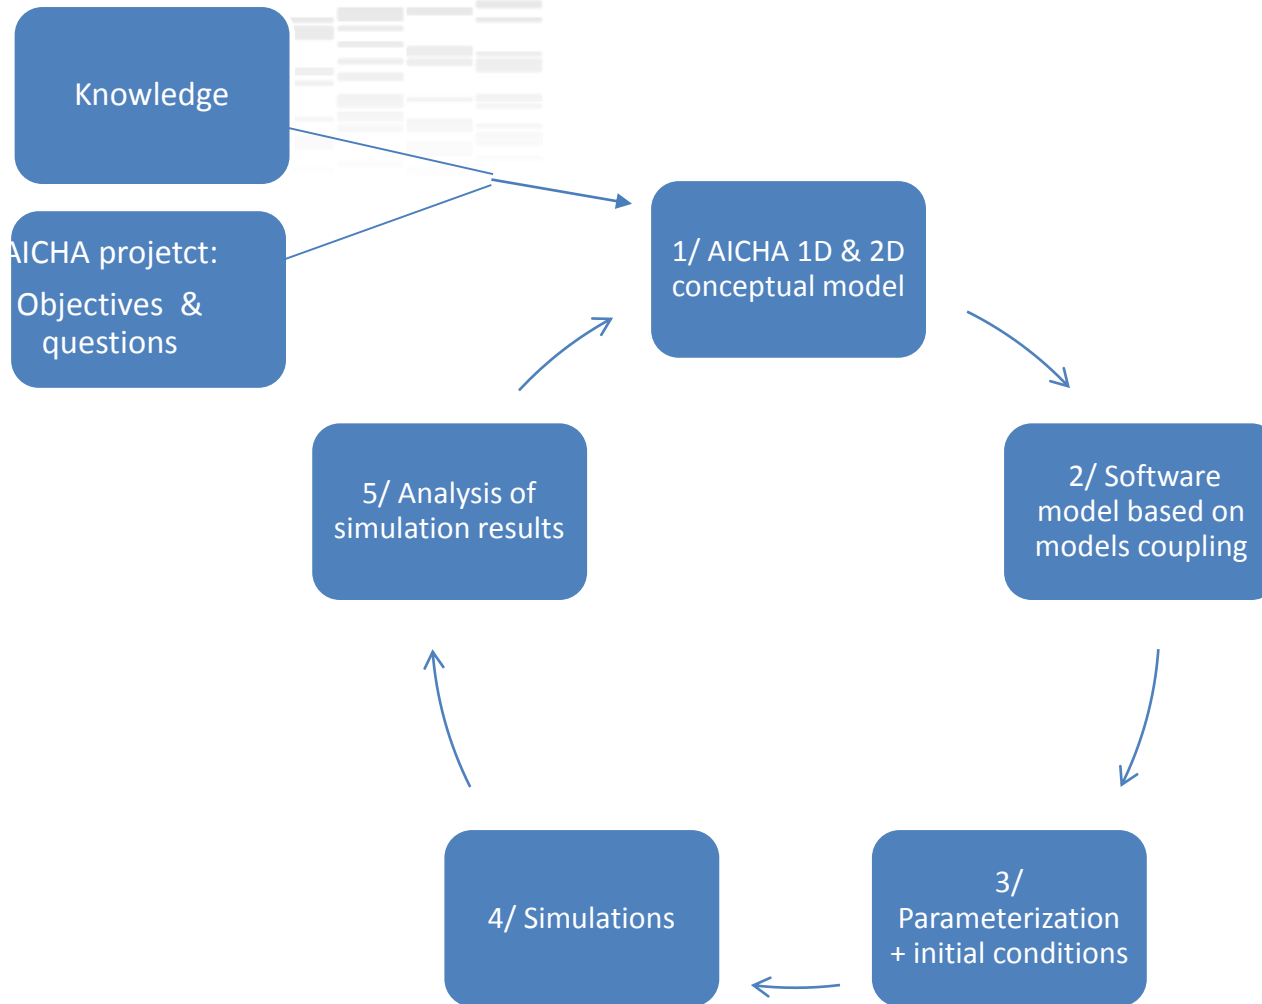 Knowledge
AICHA projetct:
Objectives & 
questions
1/ AICHA 1D & 2D
conceptual model
2/ Software
model based on
models coupling
3/
Parameterization
+ initial conditions
4/ Simulations
5/ Analysis of
simulation results